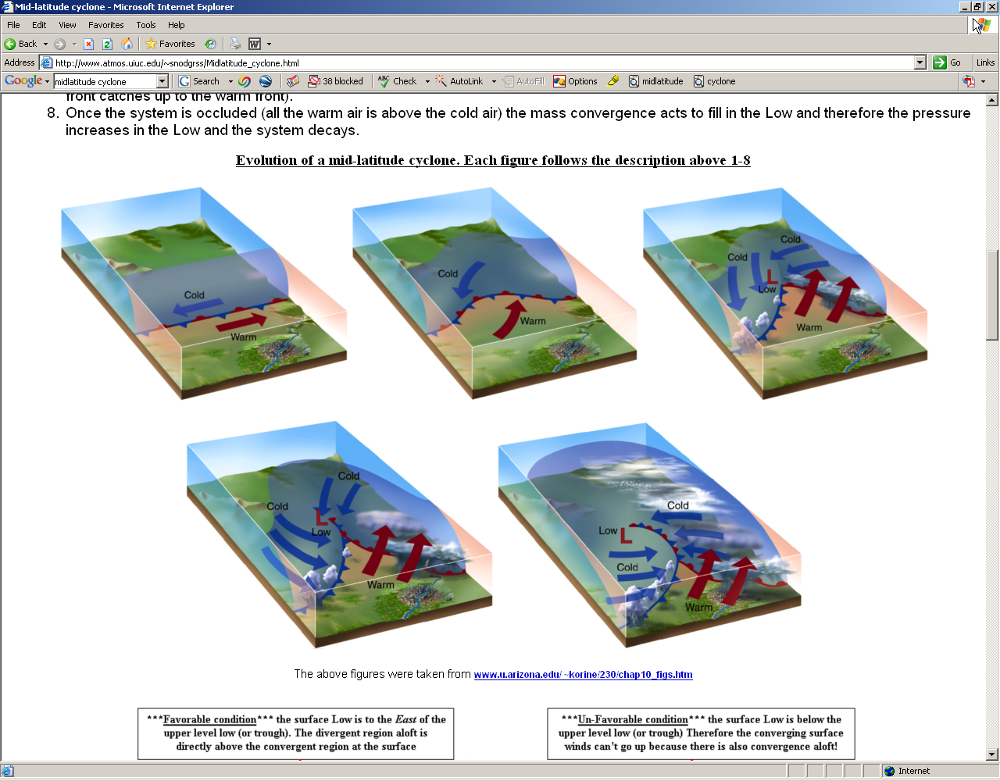 Mid-latitude cyclone - Microsoft Internet Explorer
File Edit View Favorites Tools Help
Back Favorites
Address http://www.atmos.uiuc.edu/~snodgrss/Midlatitude_cyclone.html Go Links
Google midlatitude cyclone Search 38 blocked Check AutoLink AutoFill Options midlatitude cyclone
front catches up to the warm front).
8. Once the system is occluded (all the warm air is above the cold air) the mass convergence acts to fill in the Low and therefore the pressure
increases in the Low and the system decays.
Evolution of a mid-latitude cyclone. Each figure follows the description above 1-8
Cold
Warm
Cold
Warm
Cold
Cold
L
Low
Warm
Cold
Cold
L
Low
Warm
Cold
Low L
Cold
Warm
The above figures were taken from www.u.arizona.edu/ ~korine/230/chap10_figs.htm
***Favorable condition*** the surface Low is to the East of the
upper level low (or trough). The divergent region aloft is
directly above the convergent region at the surface
***Un-Favorable condition*** the surface Low is below the
upper level low (or trough) Therefore the converging surface
winds can't go up because there is also convergence aloft!
Internet